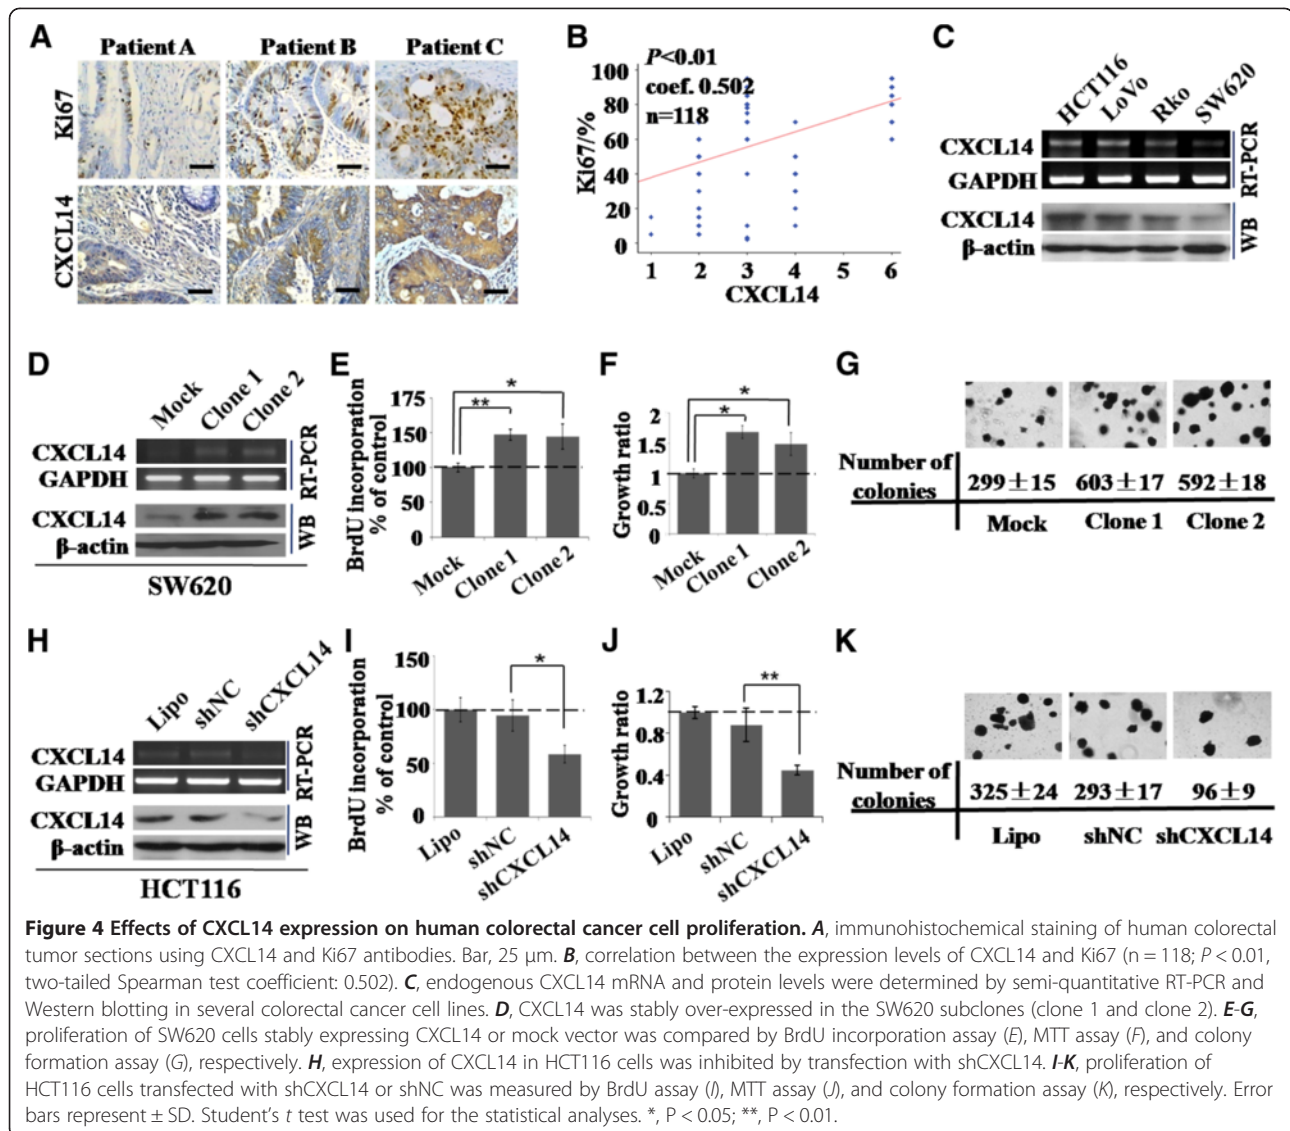 A
Patient A Patient B Patient C
Ki67
CXCL14
B
P<0.01
coef. 0.502
n=118
Ki67/%
100
80
60
40
20
0
1 2 3 4 5 6
CXCL14
C
HCT116 LoVo Rko SW620
CXCL14
GAPDH
RT-PCR
CXCL14
β-actin
WB
D
Mock Clone 1 Clone 2
CXCL14
GAPDH
RT-PCR
CXCL14
β-actin
WB
SW620
E
BrdU incorporation
% of control
175
150
100
50
0
** *
Mock Clone 1 Clone 2
F
Growth ratio
2
1.5
1
0.5
0
* *
Mock Clone 1 Clone 2
G
Number of
colonies
299±15 603±17 592±18
Mock Clone 1 Clone 2
H
Lipo shNC shCXCL14
CXCL14
GAPDH
RT-PCR
CXCL14
β-actin
WB
HCT116
I
BrdU incorporation
% of control
150
100
50
0
*
Lipo shNC shCXCL14
J
Growth ratio
1.2
0.8
0.4
0
**
Lipo shNC shCXCL14
K
Number of
colonies
325±24 293±17 96±9
Lipo shNC shCXCL14
Figure 4 Effects of CXCL14 expression on human colorectal cancer cell proliferation. A, immunohistochemical staining of human colorectal
tumor sections using CXCL14 and Ki67 antibodies. Bar, 25 μm. B, correlation between the expression levels of CXCL14 and Ki67 (n = 118; P < 0.01,
two-tailed Spearman test coefficient: 0.502). C, endogenous CXCL14 mRNA and protein levels were determined by semi-quantitative RT-PCR and
Western blotting in several colorectal cancer cell lines. D, CXCL14 was stably over-expressed in the SW620 subclones (clone 1 and clone 2). E-G,
proliferation of SW620 cells stably expressing CXCL14 or mock vector was compared by BrdU incorporation assay (E), MTT assay (F), and colony
formation assay (G), respectively. H, expression of CXCL14 in HCT116 cells was inhibited by transfection with shCXCL14. I-K, proliferation of
HCT116 cells transfected with shCXCL14 or shNC was measured by BrdU assay (I), MTT assay (J), and colony formation assay (K), respectively. Error
bars represent ± SD. Student's t test was used for the statistical analyses. *, P < 0.05; **, P < 0.01.